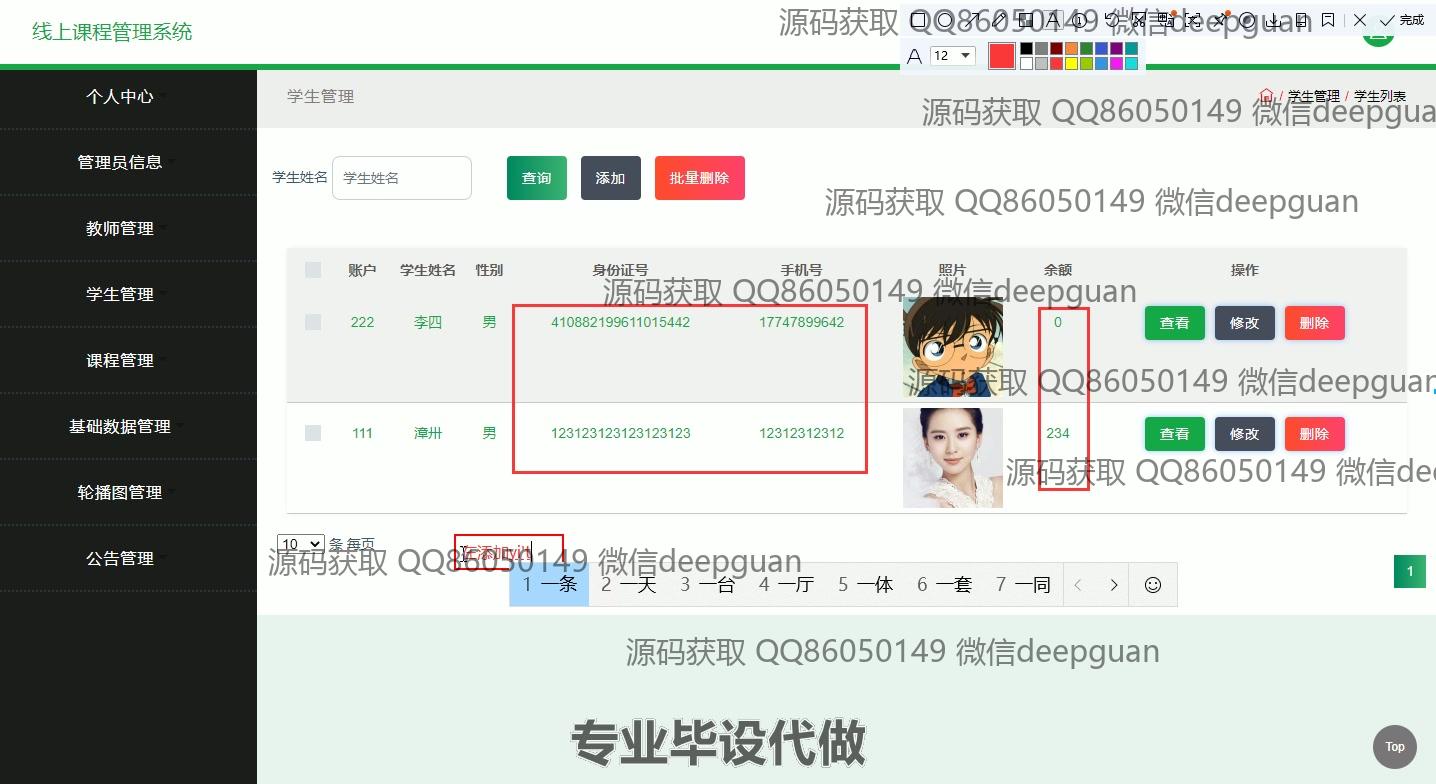 线上课程管理系统
源码获取 QQ86050149 微信deepguan
完成
A 12
个人中心
管理员信息
教师管理
学生管理
课程管理
基础数据管理
轮播图管理
公告管理
学生管理
/ 学生管理 / 学生列表
源码获取 QQ86050149 微信deepgua
学生姓名 学生姓名 查询 添加 批量删除
源码获取 QQ86050149 微信deepguan
账户 学生姓名 性别 身份证号 手机号 照片 余额 操作
源码获取 QQ86050149 微信deepguan
222 李四 男 410882199611015442 17747899642 0 查看 修改 删除
源码获取 QQ86050149 微信deepguan
111 漳卅 男 123123123123123123 12312312312 234 查看 修改 删除
源码获取 QQ86050149 微信dee
10 条 每页
在添加yi't
源码获取 QQ86050149 微信deepguan
1 一条 2 一天 3 一台 4 一厅 5 一体 6 一套 7 一同
1
源码获取 QQ86050149 微信deepguan
专业毕设代做
Top